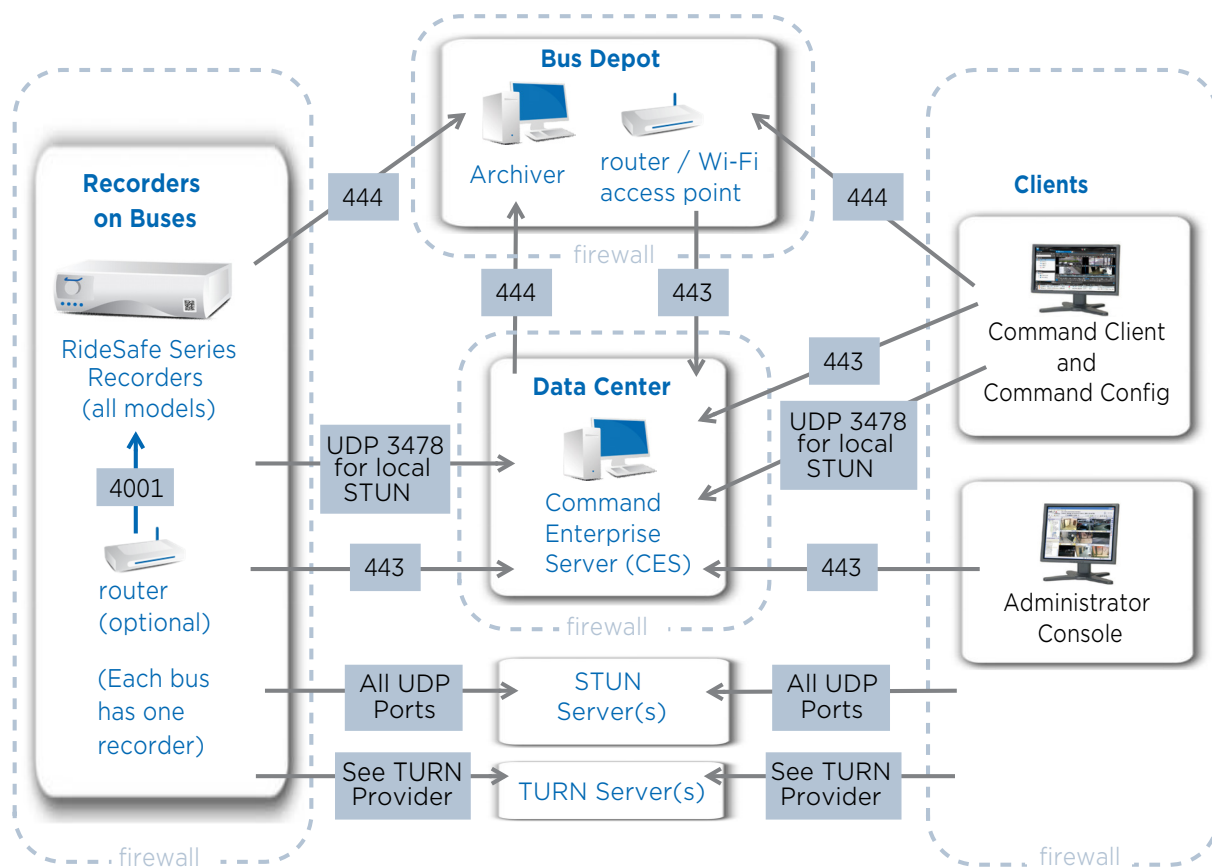 Bus Depot
Archiver
router / Wi-Fi
access point
firewall
Recorders
on Buses
RideSafe Series
Recorders
(all models)
4001
router
(optional)
(Each bus
has one
recorder)
firewall
444
444
443
444
UDP 3478
for local
STUN
443
Data Center
Command
Enterprise
Server (CES)
firewall
443
UDP 3478
for local
STUN
443
Clients
Command Client
and
Command Config
Administrator
Console
firewall
All UDP
Ports
STUN
Server(s)
All UDP
Ports
See TURN
Provider
TURN Server(s)
See TURN
Provider